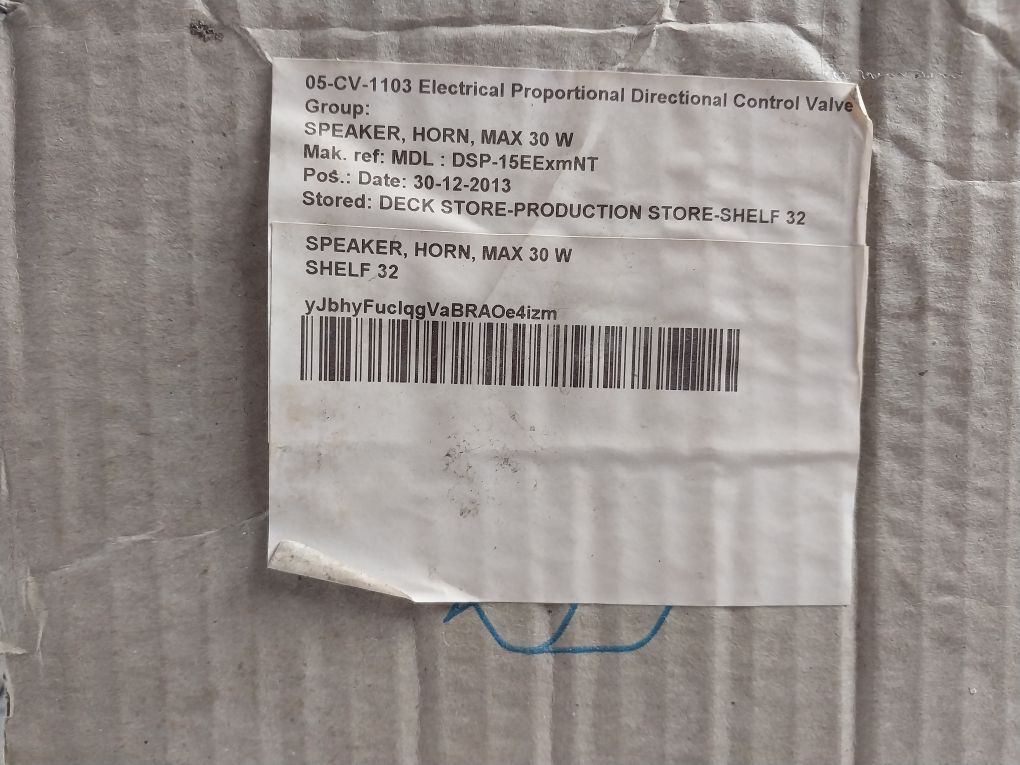 05-CV-1103 Electrical Proportional Directional Control Valve
Group:
SPEAKER, HORN, MAX 30 W
Mak. ref: MDL : DSP-15EExmNT
Pos.: Date: 30-12-2013
Stored: DECK STORE-PRODUCTION STORE-SHELF 32
SPEAKER, HORN, MAX 30 W
SHELF 32
yJbhyFucIqgVaBRAOe4izm